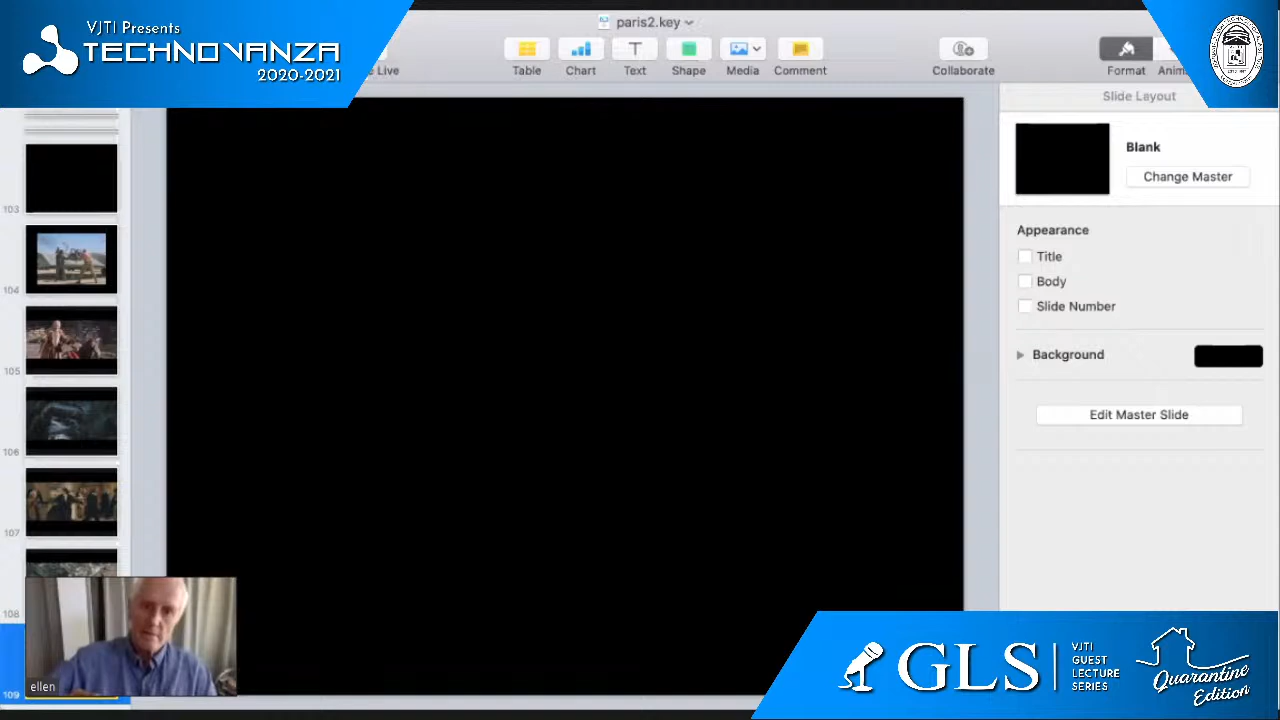 VJTI Presents
TECHNOVANZA
2020-2021
paris2.key
Live
Table
Chart
Text
Shape
Media
Comment
Collaborate
Format
Slide Layout
Blank
Change Master
Appearance
Title
Body
Slide Number
Background
Edit Master Slide
103
104
105
106
107
108
109
ellen
GLS
VJTI
GUEST
LECTURE
SERIES
Quarantine
Edition